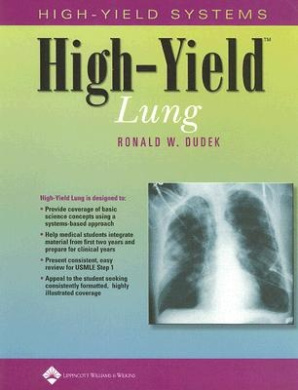 HIGH-YIELD SYSTEMS
High-Yield™
Lung
RONALD W. DUDEK
High-Yield Lung is designed to:
• Provide coverage of basic
science concepts using a
systems-based approach
• Help medical students integrate
material from first two years and
prepare for clinical years
• Present consistent, easy
review for USMLE Step 1
• Appeal to the student seeking
consistently formatted, highly
illustrated coverage
LIPPINCOTT WILLIAMS & WILKINS